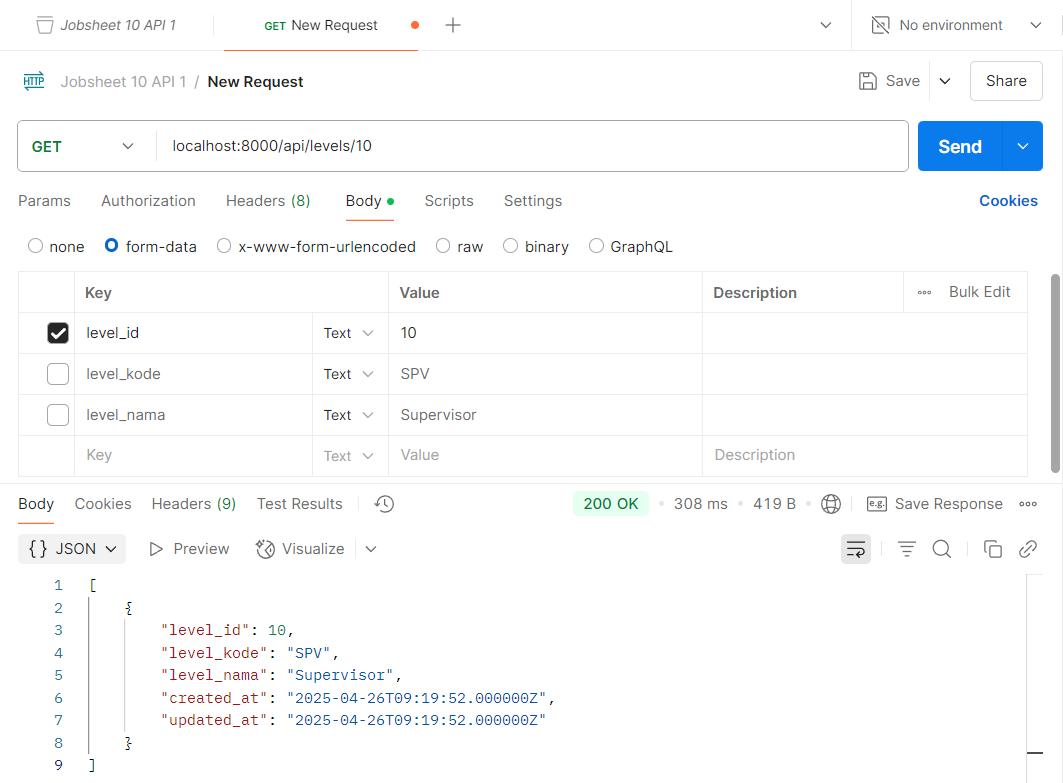 Jobsheet 10 API 1 GET New Request No environment
HTTP Jobsheet 10 API 1 / New Request Save Share
GET localhost:8000/api/levels/10 Send
Params Authorization Headers (8) Body Scripts Settings Cookies
none form-data x-www-form-urlencoded raw binary GraphQL
Key Value Description Bulk Edit
level_id Text 10
level_kode Text SPV
level_nama Text Supervisor
Key Text Value Description
Body Cookies Headers (9) Test Results 200 OK • 308 ms • 419 B • e.g. Save Response
{} JSON Preview Visualize
1 [
2 {
3 "level_id": 10,
4 "level_kode": "SPV",
5 "level_nama": "Supervisor",
6 "created_at": "2025-04-26T09:19:52.000000Z",
7 "updated_at": "2025-04-26T09:19:52.000000Z"
8 }
9 ]